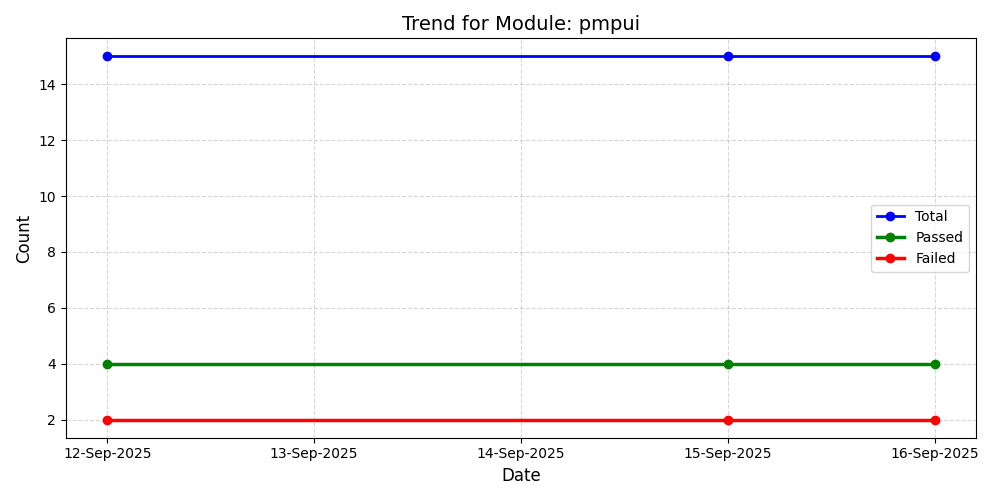 Trend for Module: pmpui
Count
14
12
10
8
6
4
2
Total
Passed
Failed
12-Sep-2025
13-Sep-2025
14-Sep-2025
15-Sep-2025
16-Sep-2025
Date